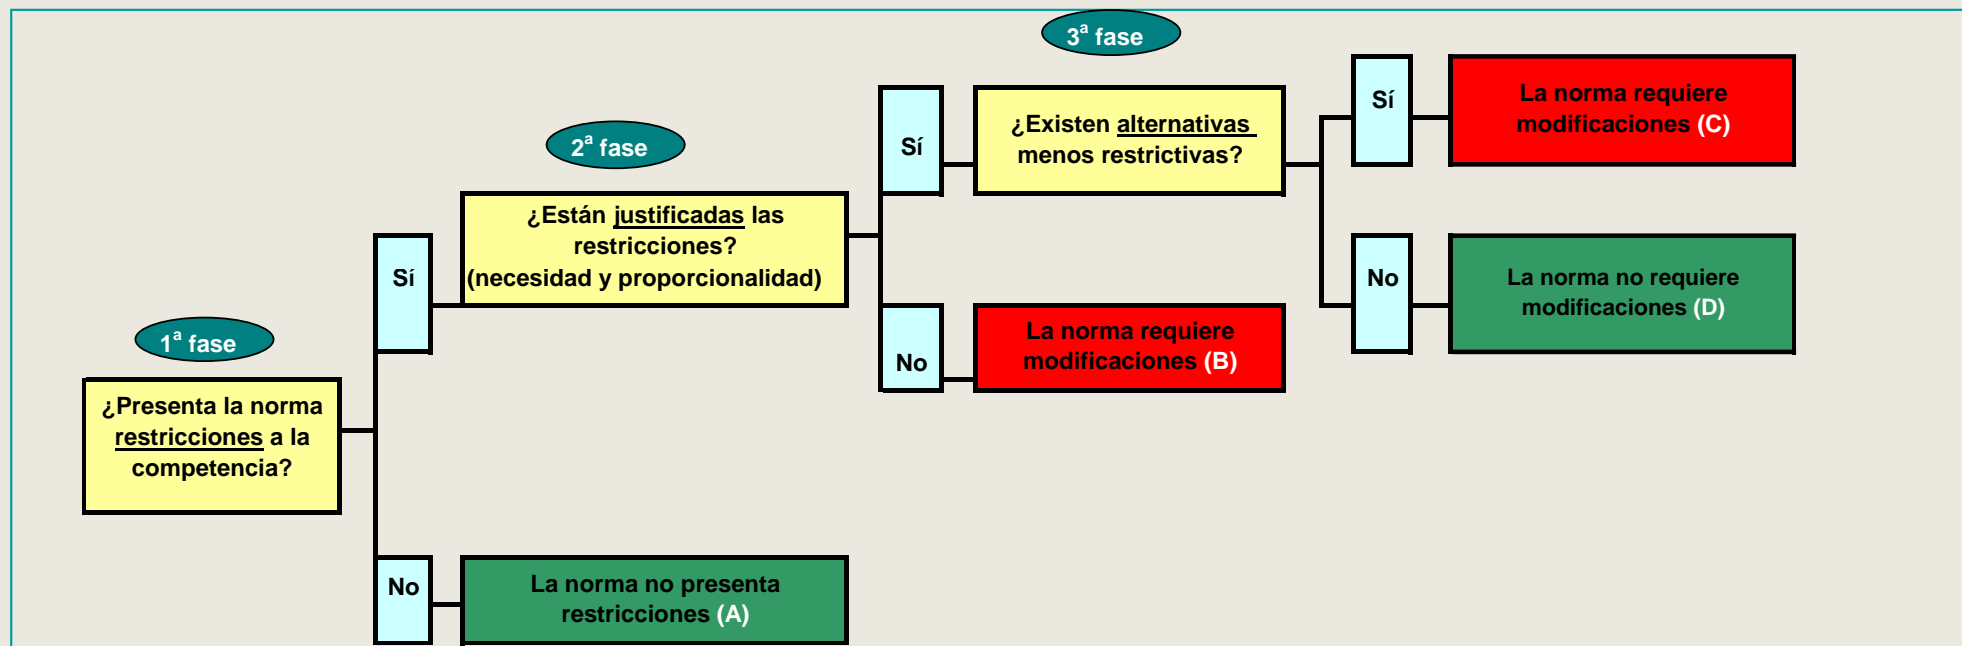 1ª fase
¿Presenta la norma
restricciones a la
competencia?
Sí
No
La norma no presenta
restricciones (A)
2ª fase
¿Están justificadas las
restricciones?
(necesidad y proporcionalidad)
Sí
No
La norma requiere
modificaciones (B)
3ª fase
¿Existen alternativas
menos restrictivas?
Sí
La norma requiere
modificaciones (C)
No
La norma no requiere
modificaciones (D)